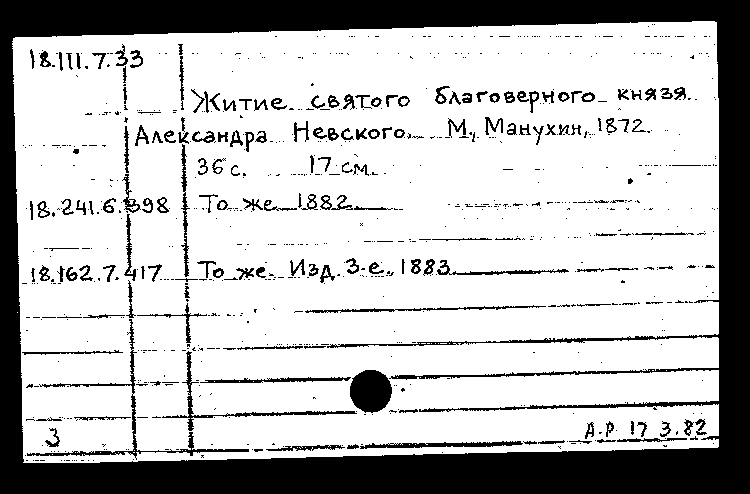 18.111.7.33
Житие святого благоверного князя
Александра Невского. М., Манухин, 1872.
36 с. 17 см.
18.241.6.398 То же 1882.
18.162.7.417 То же. Изд. 3-е., 1883
3 А.Р. 17 3.82